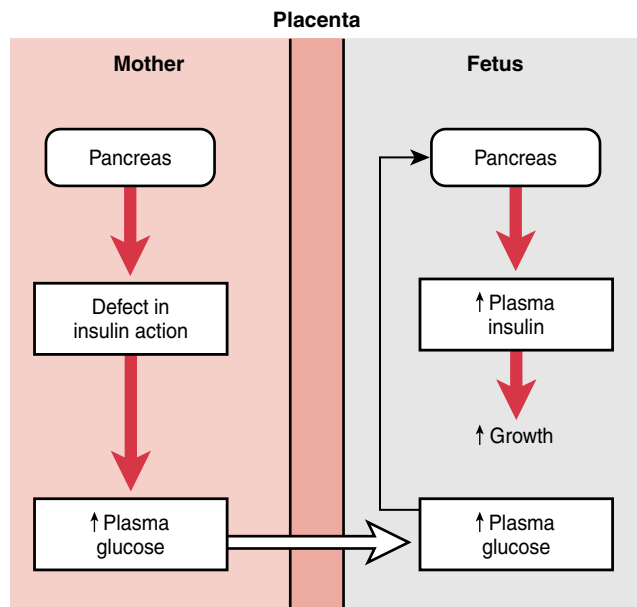 Placenta
Mother
Pancreas
Defect in
insulin action
↑ Plasma
glucose
Fetus
Pancreas
↑ Plasma
insulin
↑ Growth
↑ Plasma
glucose